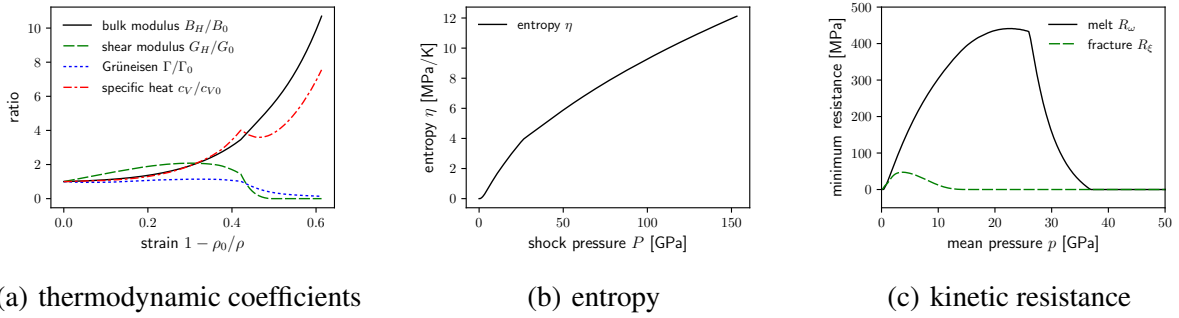 10
8
6
4
2
0
ratio
bulk modulus B_H/B_0
shear modulus G_H/G_0
Grüneisen Γ/Γ_0
specific heat c_V/c_{V0}
0.0 0.2 0.4 0.6
strain 1 − ρ_0/ρ
(a) thermodynamic coefficients
12
10
8
6
4
2
0
entropy η [MPa/K]
entropy η
0 50 100 150
shock pressure P [GPa]
(b) entropy
500
400
300
200
100
0
minimum resistance [MPa]
melt R_ω
fracture R_ξ
0 10 20 30 40 50
mean pressure p [GPa]
(c) kinetic resistance